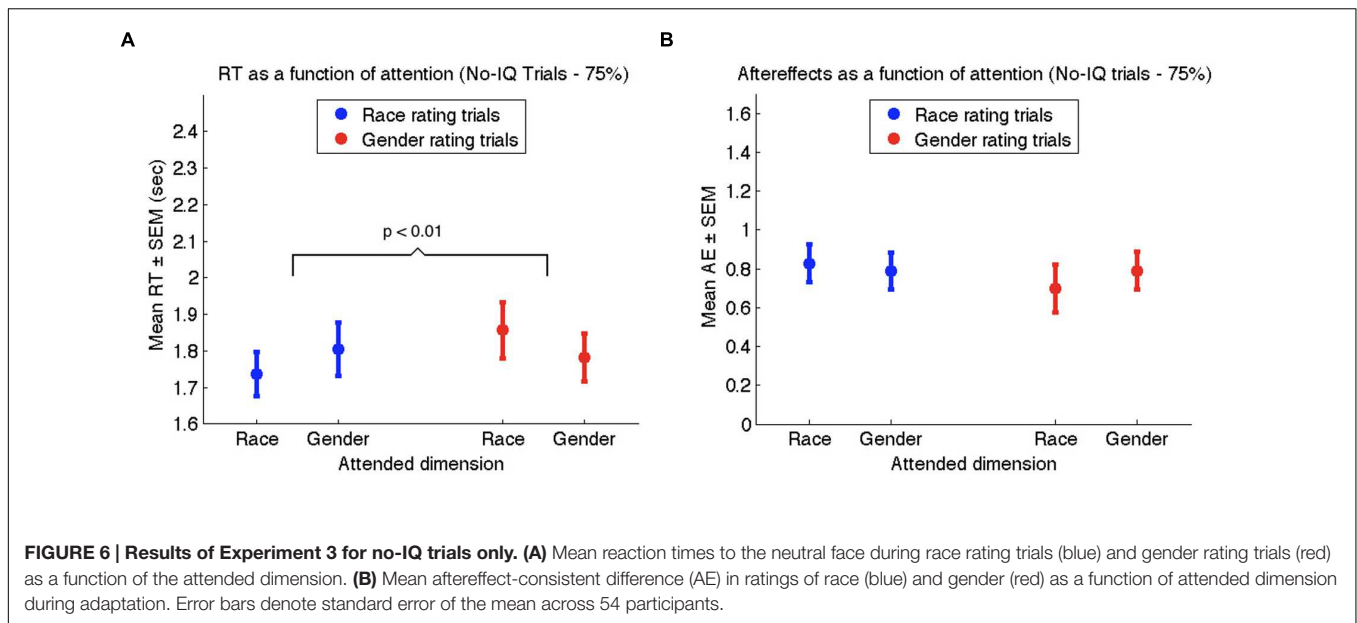 A
RT as a function of attention (No-IQ Trials - 75%)
Race rating trials
Gender rating trials
Mean RT ± SEM (sec)
2.4
2.3
2.2
2.1
2
1.9
1.8
1.7
1.6
p < 0.01
Race Gender Race Gender
Attended dimension
B
Aftereffects as a function of attention (No-IQ trials - 75%)
Race rating trials
Gender rating trials
Mean AE ± SEM
1.6
1.4
1.2
1
0.8
0.6
0.4
0.2
0
Race Gender Race Gender
Attended dimension
FIGURE 6 | Results of Experiment 3 for no-IQ trials only. (A) Mean reaction times to the neutral face during race rating trials (blue) and gender rating trials (red)
as a function of the attended dimension. (B) Mean aftereffect-consistent difference (AE) in ratings of race (blue) and gender (red) as a function of attended dimension
during adaptation. Error bars denote standard error of the mean across 54 participants.